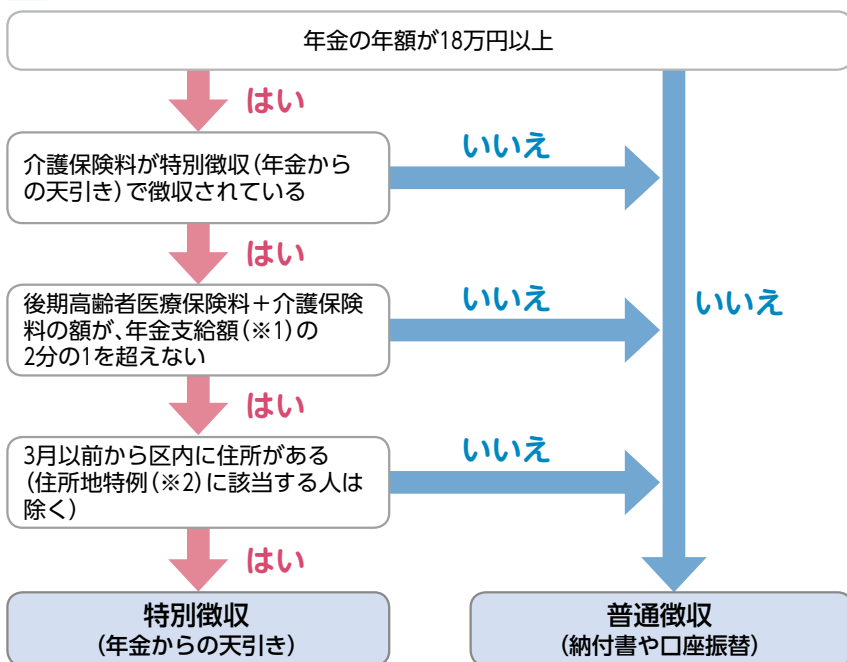 年金の年額が18万円以上
はい
介護保険料が特別徴収(年金から
の天引き)で徴収されている
いいえ
はい
後期高齢者医療保険料+介護保険
料の額が、年金支給額(※1)の
2分の1を超えない
いいえ
いいえ
はい
3月以前から区内に住所がある
(住所地特例(※2)に該当する人は
除く)
いいえ
はい
特別徴収
(年金からの天引き)
普通徴収
(納付書や口座振替)